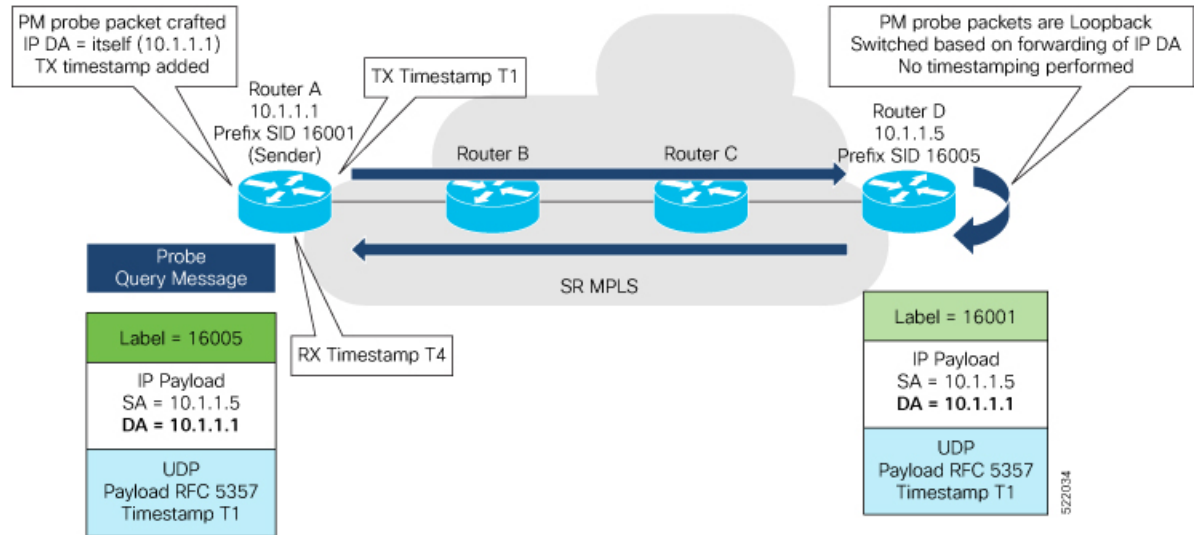 PM probe packet crafted
IP DA = itself (10.1.1.1)
TX timestamp added
TX Timestamp T1
PM probe packets are Loopback
Switched based on forwarding of IP DA
No timestamping performed
Router A
10.1.1.1
Prefix SID 16001
(Sender)
Router B
Router C
Router D
10.1.1.5
Prefix SID 16005
Probe
Query Message
SR MPLS
RX Timestamp T4
Label = 16005
IP Payload
SA = 10.1.1.5
DA = 10.1.1.1
UDP
Payload RFC 5357
Timestamp T1
Label = 16001
IP Payload
SA = 10.1.1.5
DA = 10.1.1.1
UDP
Payload RFC 5357
Timestamp T1
522034